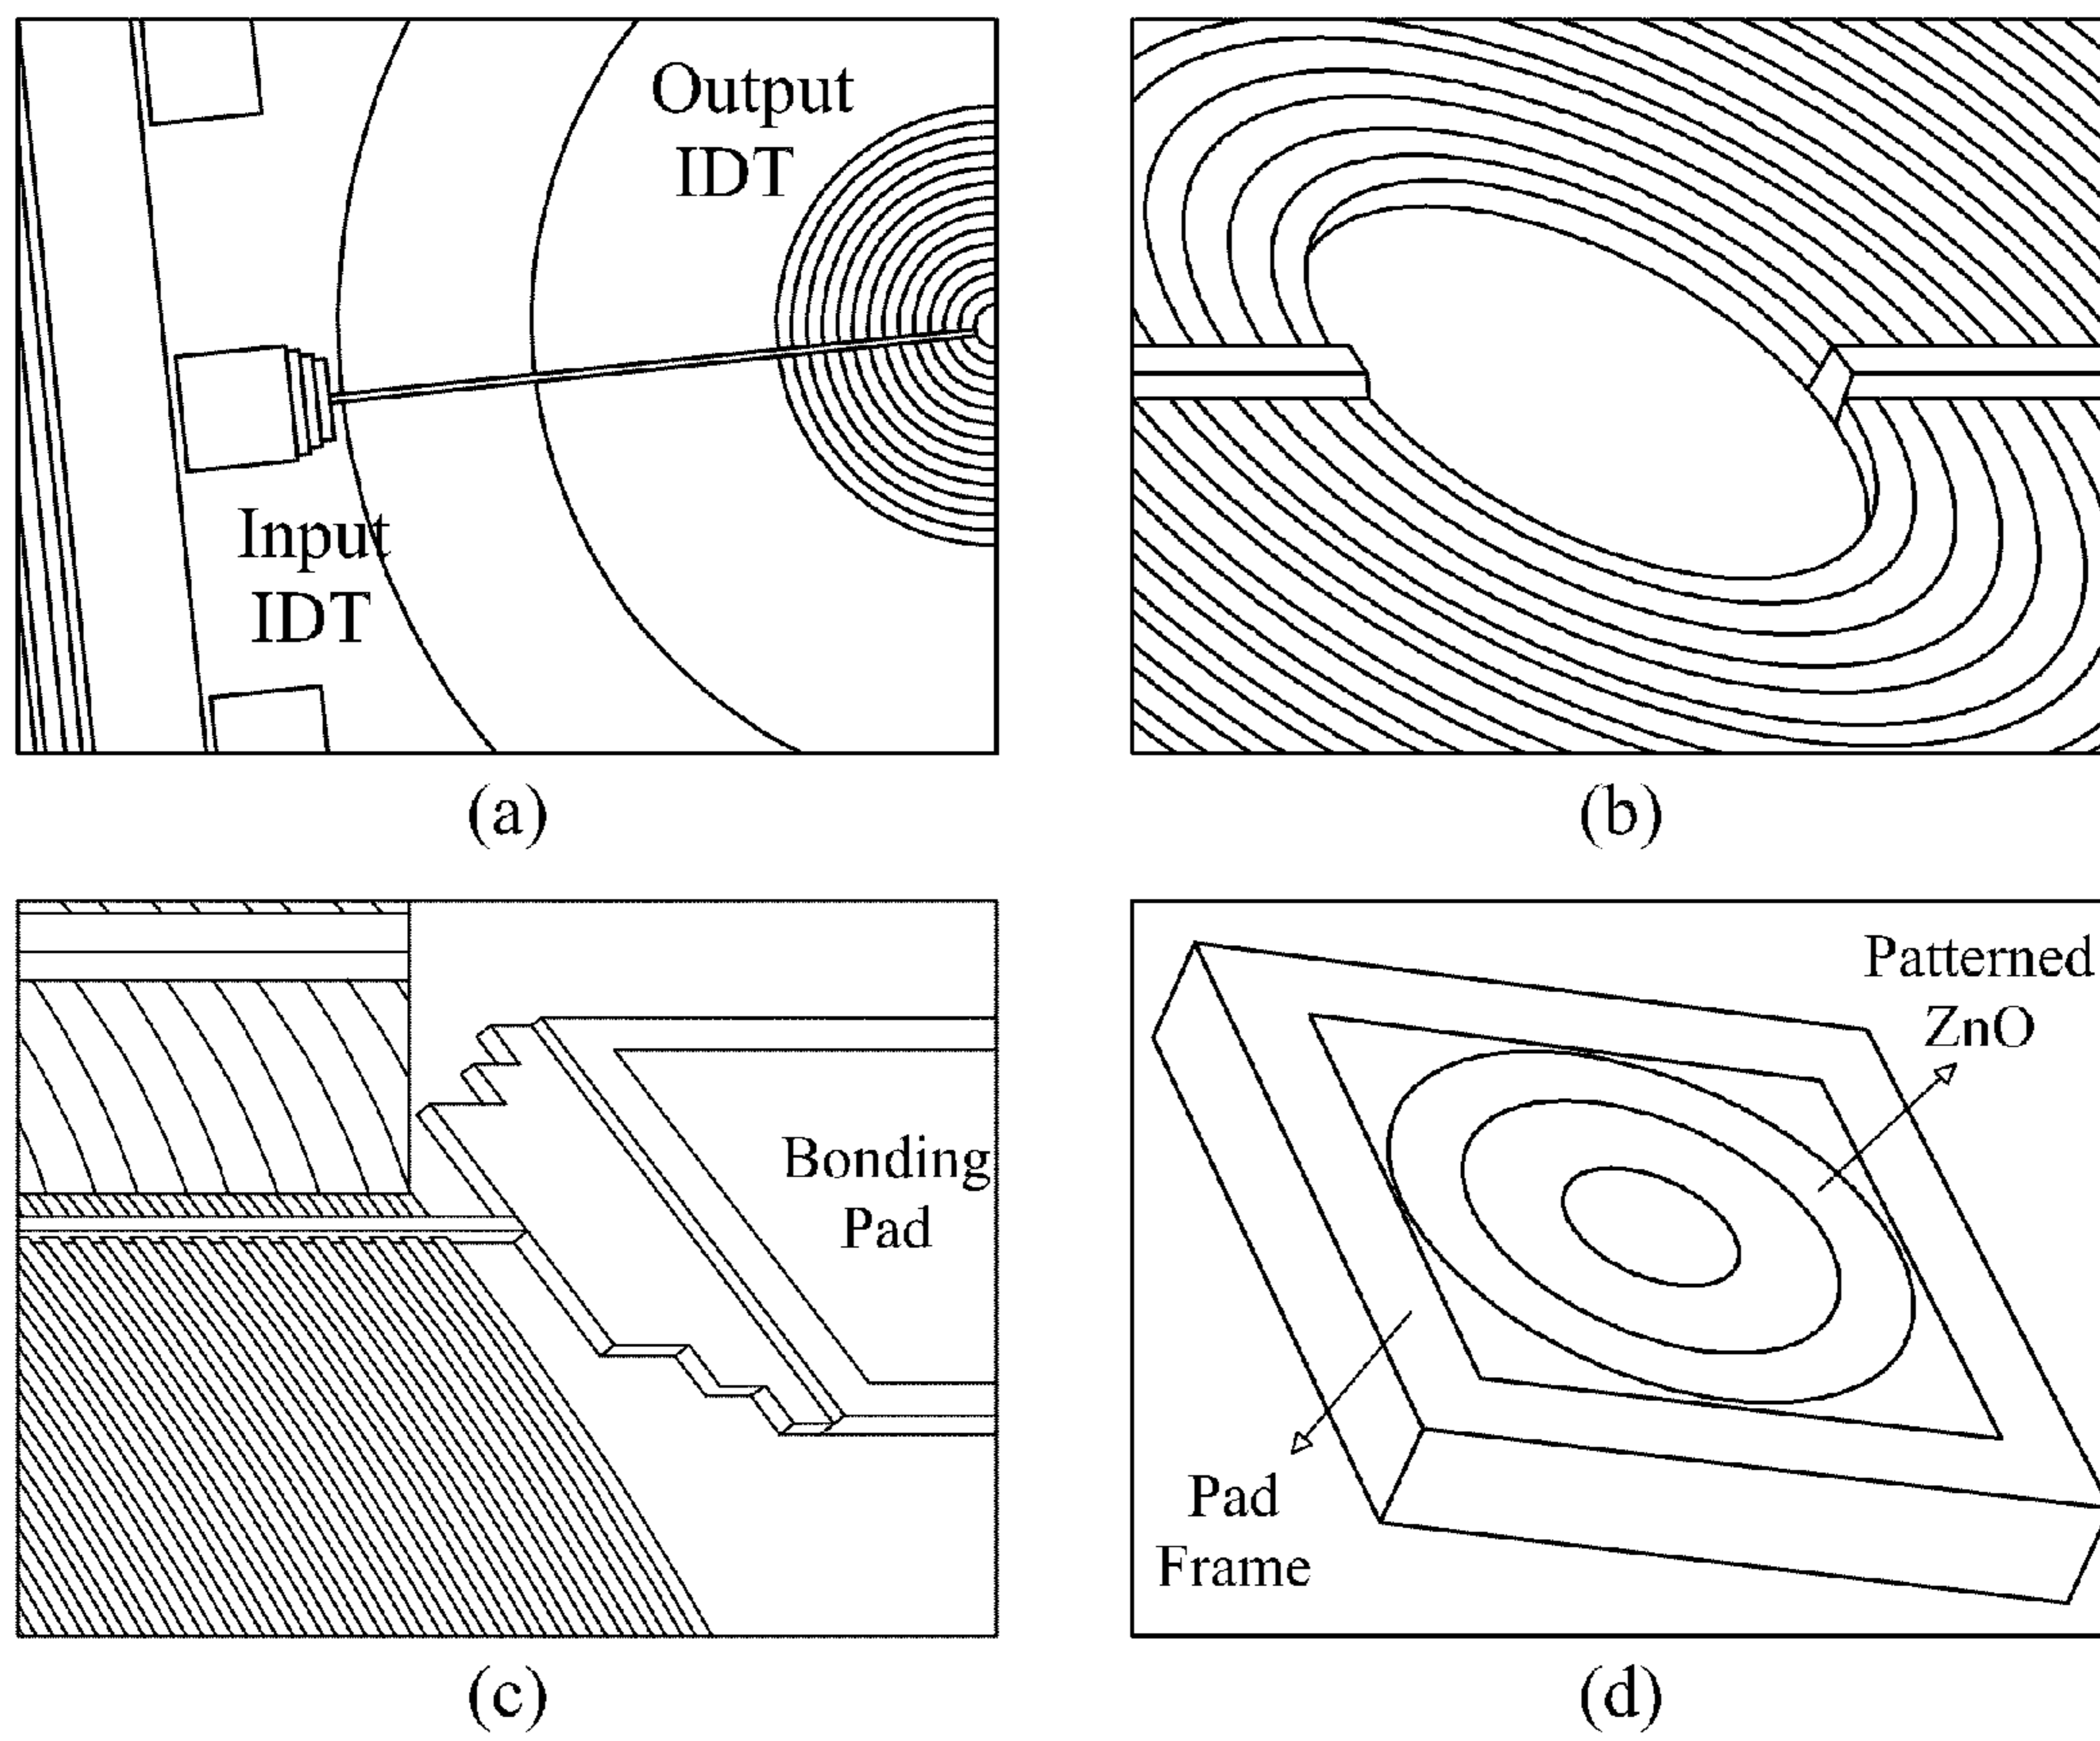 Output
IDT
Input
IDT
(a)
(b)
Bonding
Pad
(c)
Patterned
ZnO
Pad
Frame
(d)